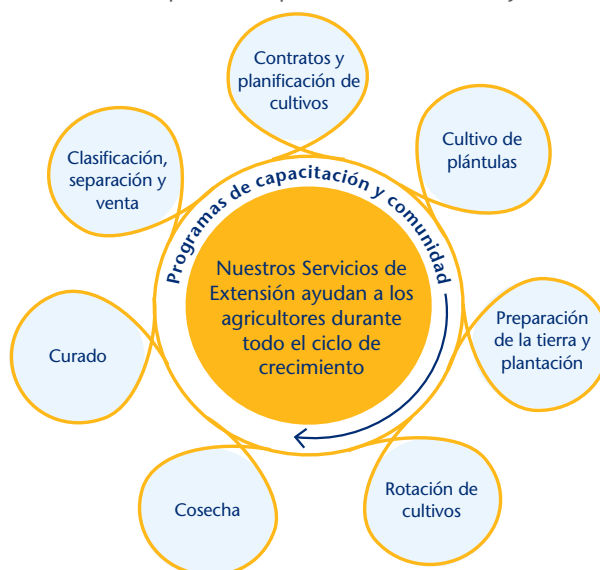 Contratos y
planificación de
cultivos
Cultivo de
plántulas
Preparación
de la tierra y
plantación
Rotación de
cultivos
Cosecha
Curado
Clasificación,
separación y
venta
Programas de capacitación y comunidad
Nuestros Servicios de
Extensión ayudan a los
agricultores durante
todo el ciclo de
crecimiento